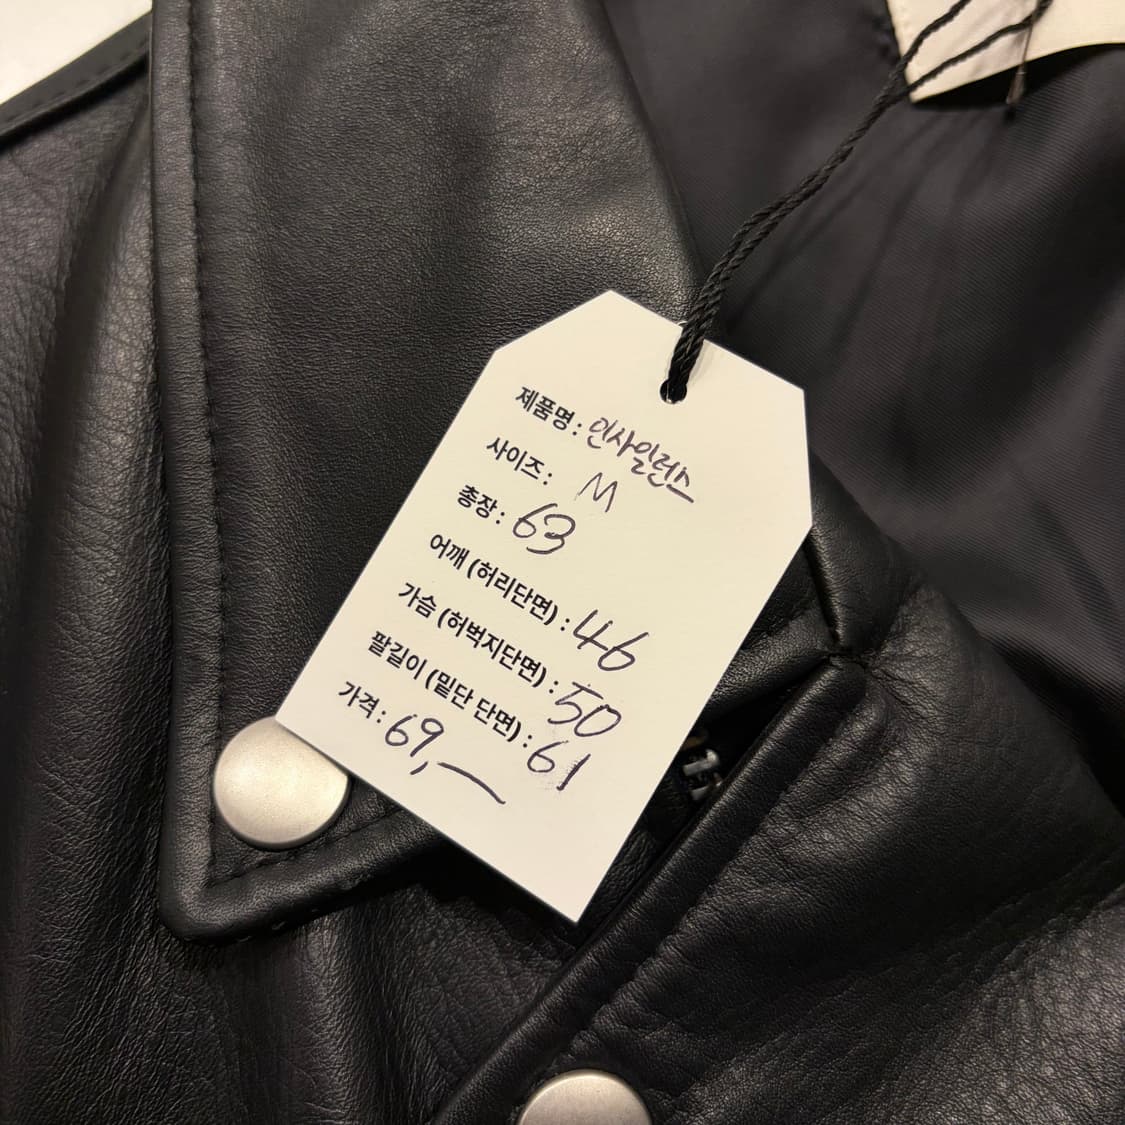 제품명 : 인사일런스
사이즈 : M
총장 : 63
어깨 (허리단면) : 46
가슴 (허벅지단면) : 50
팔길이 (밑단 단면) : 61
가격 : 69,—